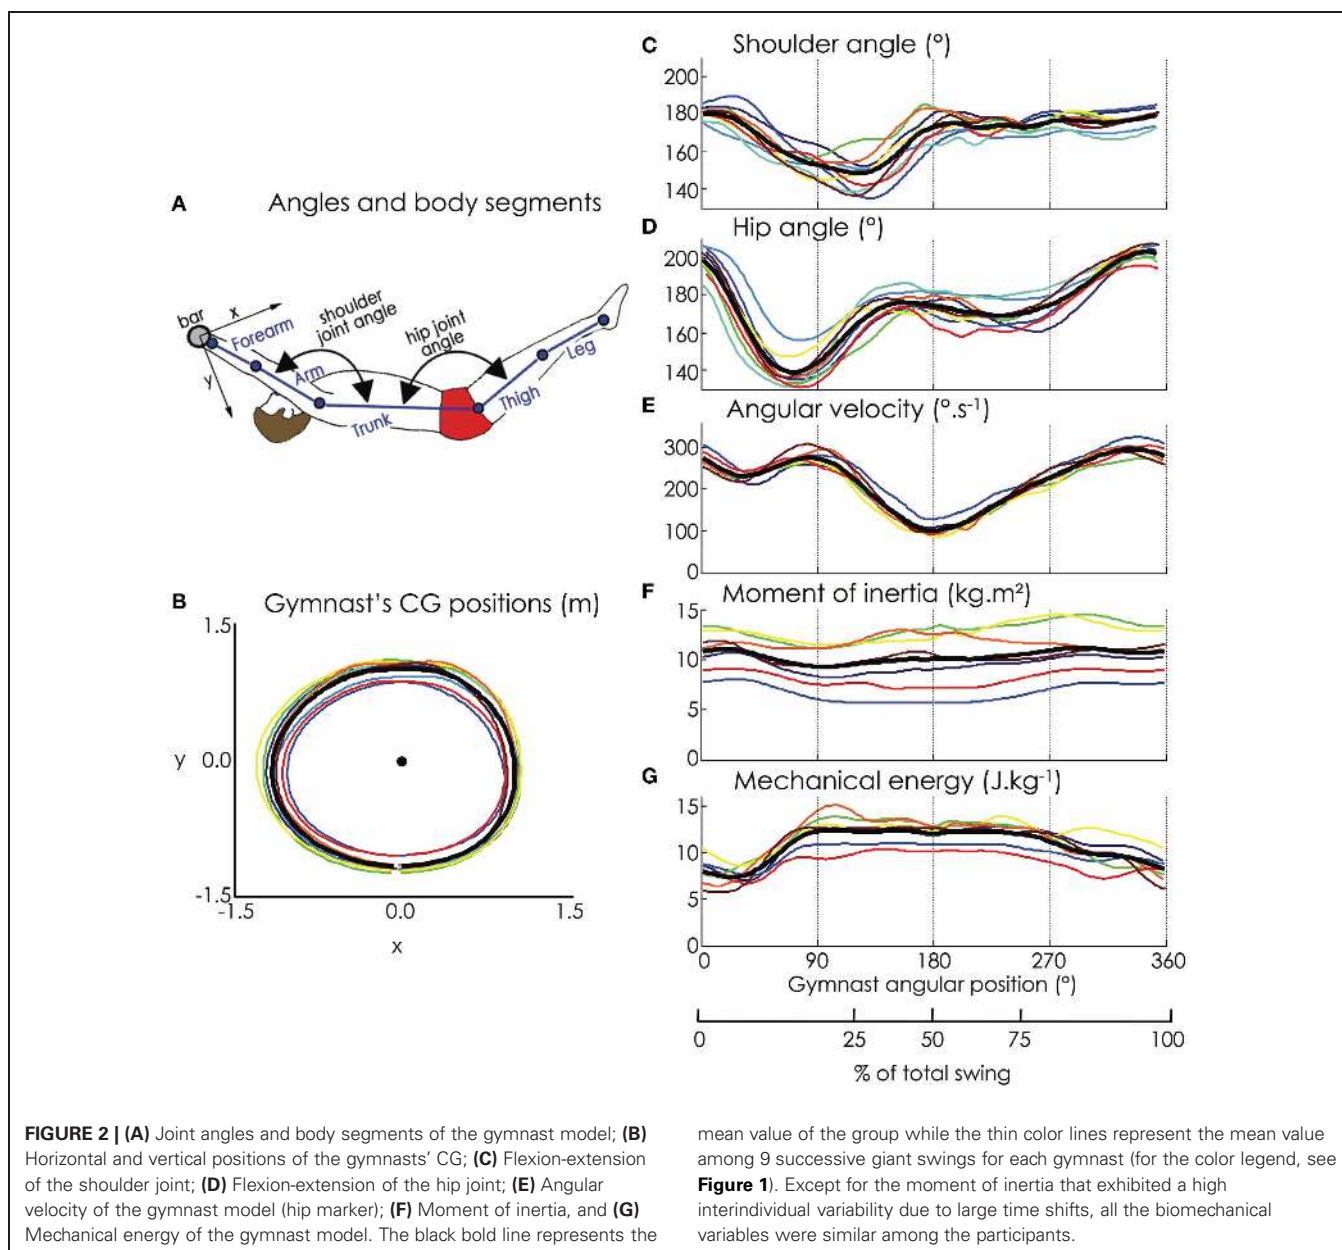 A Angles and body segments
bar
x
y
Forearm
shoulder
joint angle
Arm
hip joint
angle
Trunk
Thigh
Leg
B Gymnast's CG positions (m)
1.5
y 0.0
-1.5
-1.5 0.0 1.5
x
C Shoulder angle (°)
200
180
160
140
D Hip angle (°)
200
180
160
140
E Angular velocity (°.s-1)
300
200
100
0
F Moment of inertia (kg.m²)
15
10
5
0
G Mechanical energy (J.kg-1)
15
10
5
0
0 90 180 270 360
Gymnast angular position (°)
0 25 50 75 100
% of total swing
FIGURE 2 | (A) Joint angles and body segments of the gymnast model; (B)
Horizontal and vertical positions of the gymnasts' CG; (C) Flexion-extension
of the shoulder joint; (D) Flexion-extension of the hip joint; (E) Angular
velocity of the gymnast model (hip marker); (F) Moment of inertia, and (G)
Mechanical energy of the gymnast model. The black bold line represents the
mean value of the group while the thin color lines represent the mean value
among 9 successive giant swings for each gymnast (for the color legend, see
Figure 1). Except for the moment of inertia that exhibited a high
interindividual variability due to large time shifts, all the biomechanical
variables were similar among the participants.